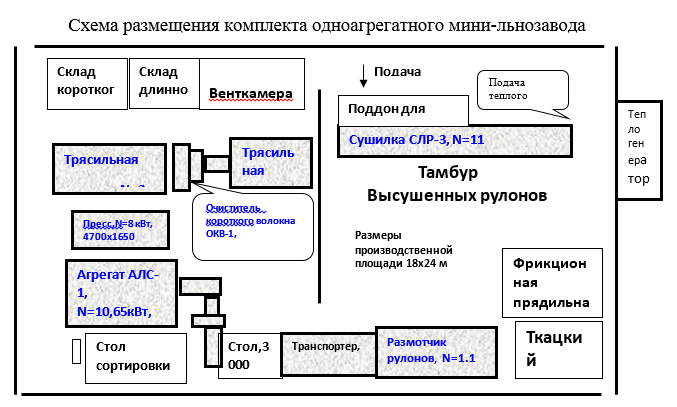 Схема размещения комплекта одноагрегатного мини-льнозавода
Склад
коротког
Склад
длинно
Венткамера
Подача
Подача
теплого
Поддон для
Сушилка СЛР-3, N=11
Теп
ло
ген
ера
тор
Трясильная
Трясиль
ная
Тамбур
Высушенных рулонов
Очиститель
короткого волокна
ОКВ-1,
Пресс,N=8кВт,
4700х1650
Размеры
производственной
площади 18х24 м
Агрегат АЛС-
1,
N=10,65кВт,
Фрикцион
ная
прядильна
Стол
сортировки
Стол,3
000
Транспортер,
Размотчик
рулонов, N=1.1
Ткацки
й